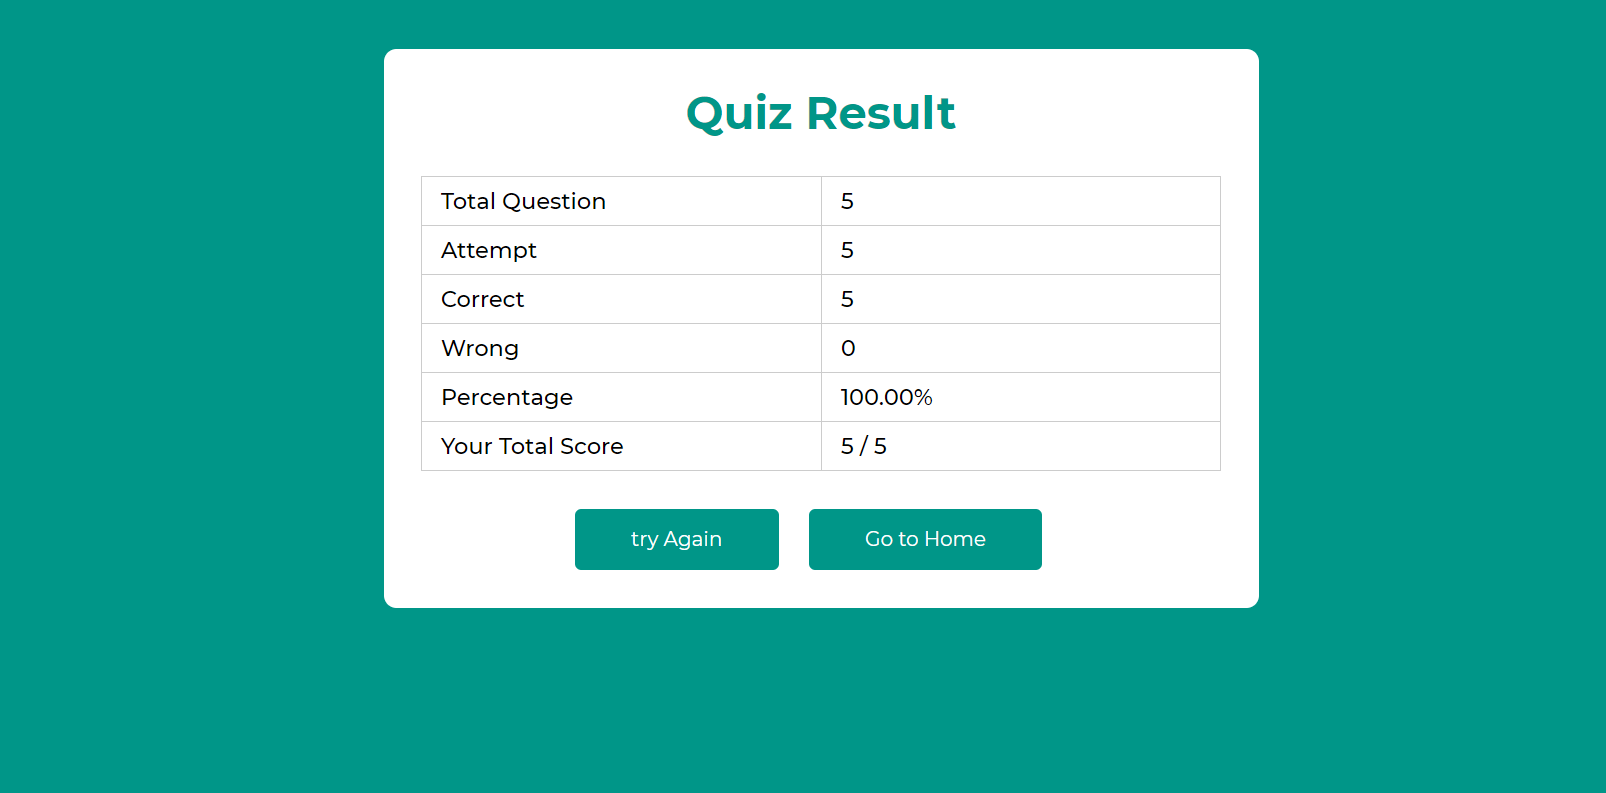 Quiz Result
Total Question 5
Attempt 5
Correct 5
Wrong 0
Percentage 100.00%
Your Total Score 5 / 5
try Again Go to Home